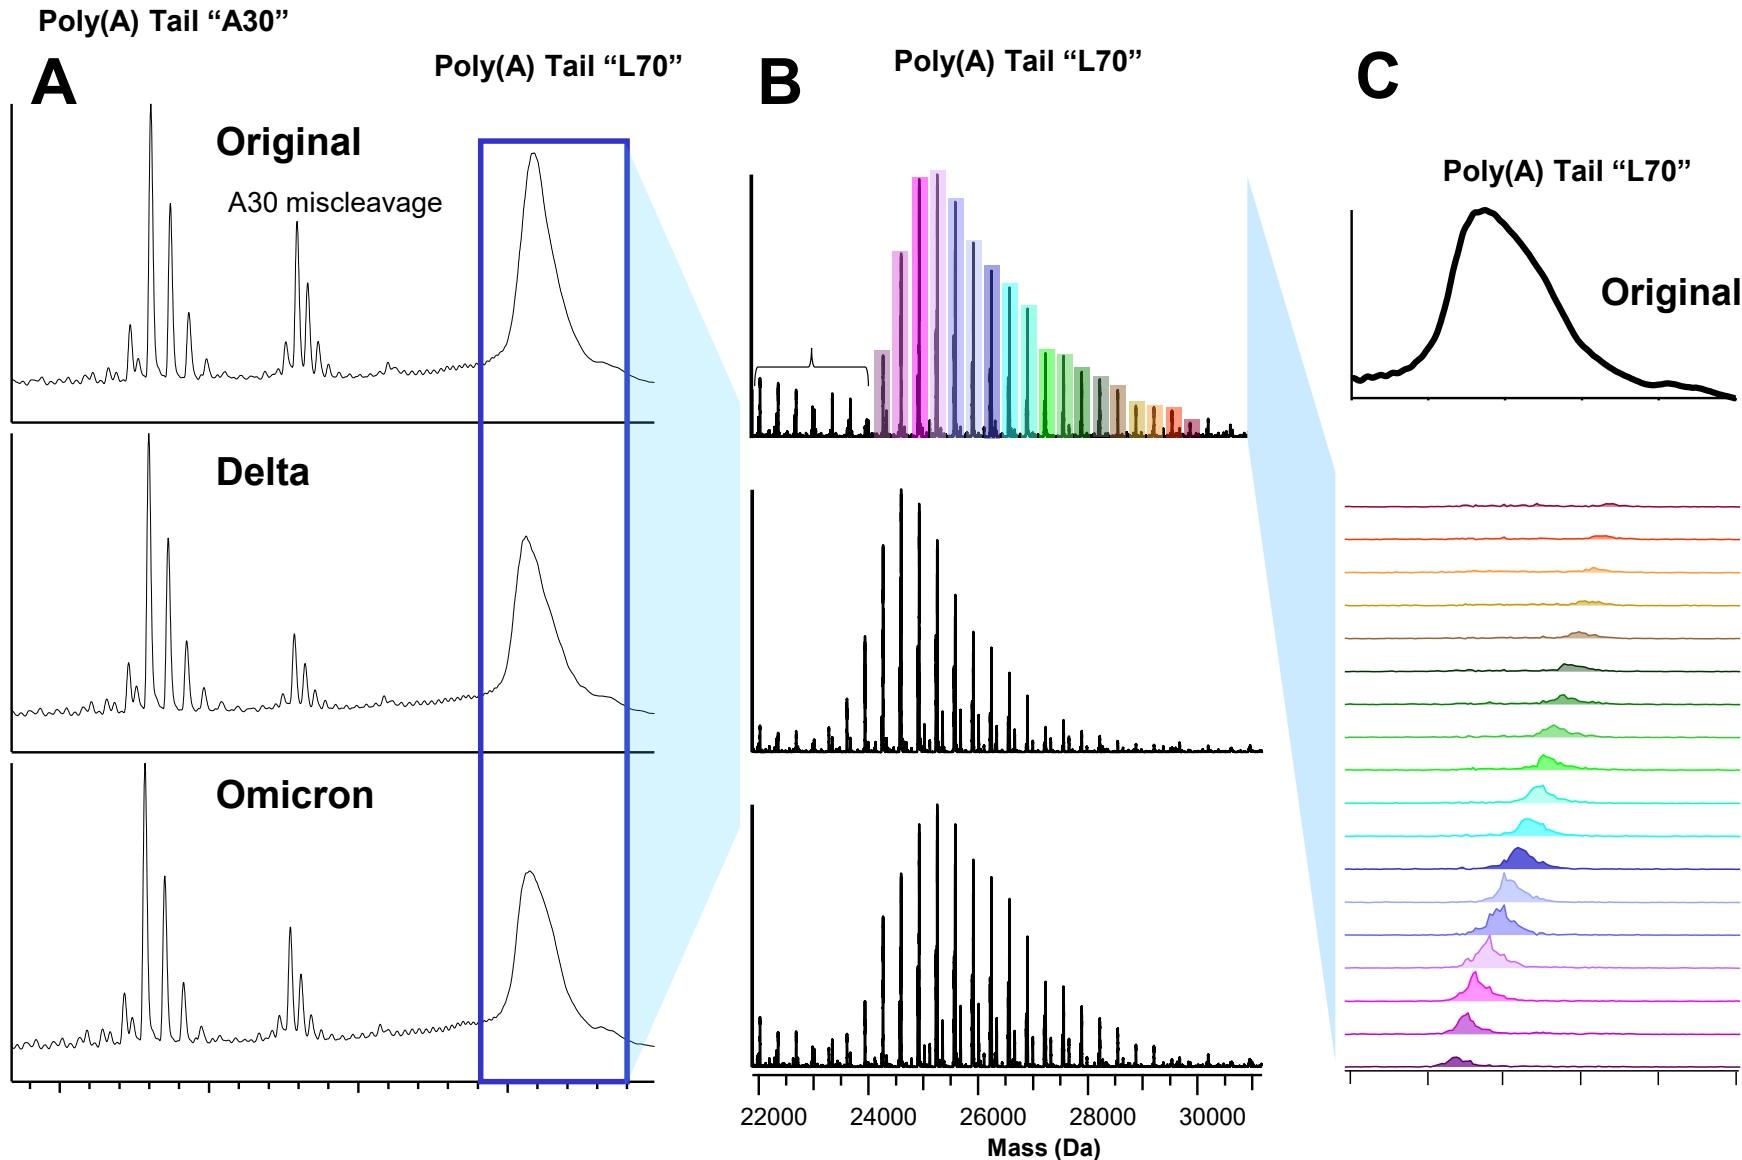 Poly(A) Tail “A30”
A
Poly(A) Tail “L70”
Original
A30 miscleavage
Delta
Omicron
B
Poly(A) Tail “L70”
22000 24000 26000 28000 30000
Mass (Da)
C
Poly(A) Tail “L70”
Original